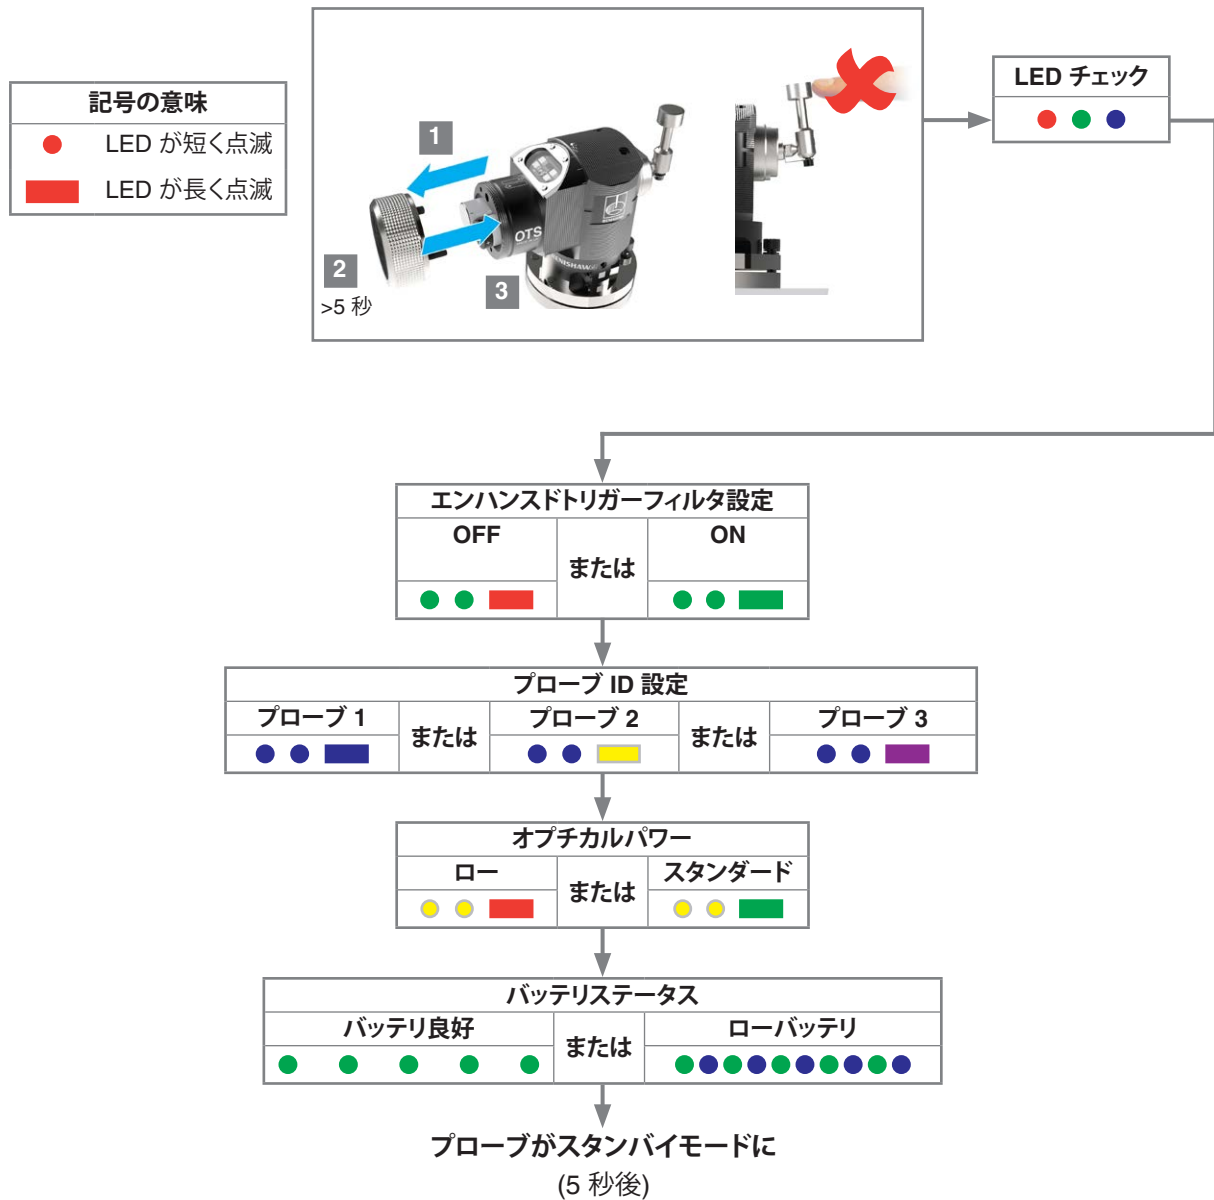 記号の意味
LED が短く点滅
LED が長く点滅
1
2
>5 秒
3
OTS
RENISHAW
LED チェック
エンハンスドトリガーフィルタ設定
OFF
または
ON
プローブ ID 設定
プローブ 1
または
プローブ 2
または
プローブ 3
オプチカルパワー
ロー
または
スタンダード
バッテリステータス
バッテリ良好
または
ローバッテリ
プローブがスタンバイモードに
(5 秒後)